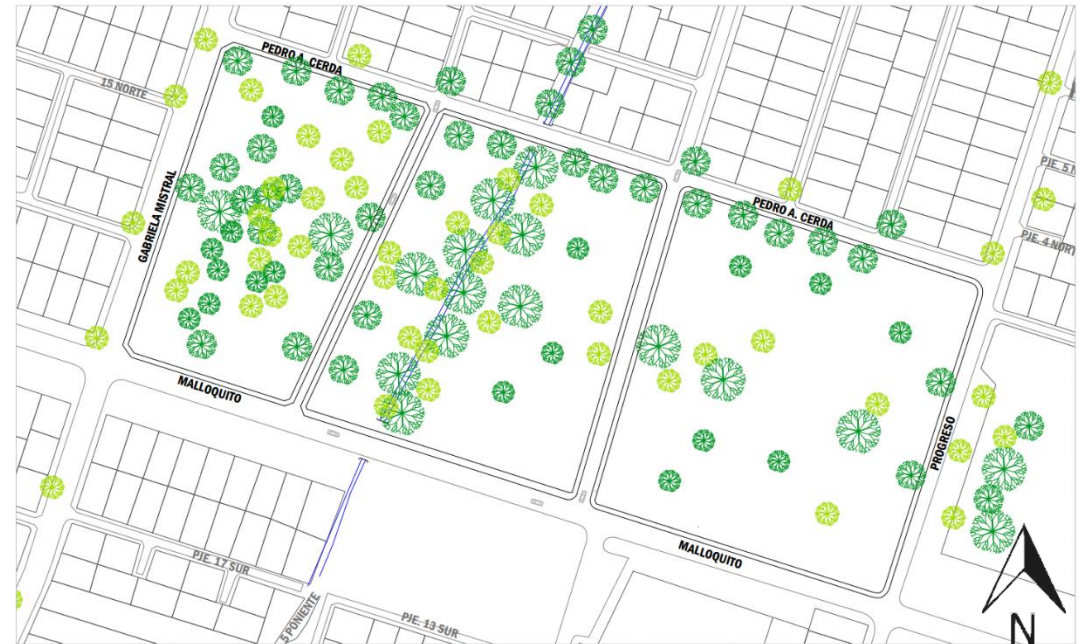 PEDRO A. CERDA
15 NORTE
GABRIELA MISTRAL
PJE. 5 N
PEDRO A. CERDA
PJE. 4 NORT
MALLOQUITO
PROGRESO
MALLOQUITO
PJE. 17 SUR
5 PONIENTE
PJE. 13 SUR
N